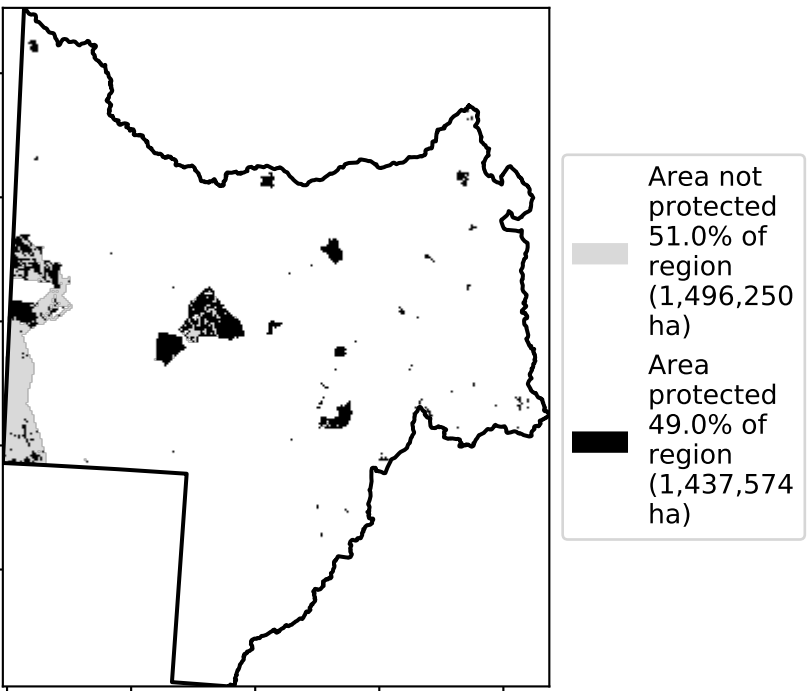 Area not
protected
51.0% of
region
(1,496,250
ha)
Area
protected
49.0% of
region
(1,437,574
ha)